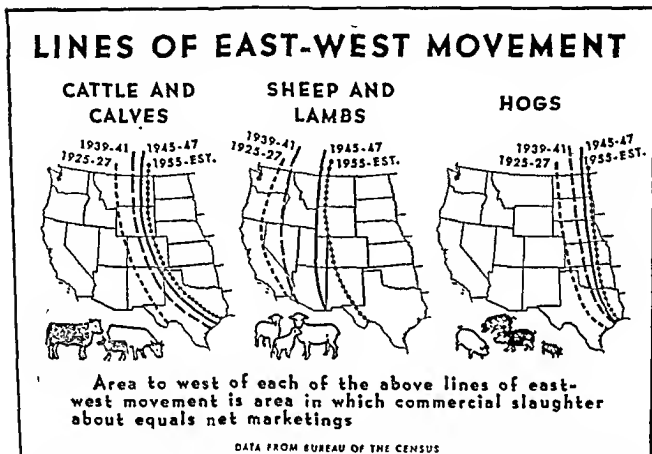 LINES OF EAST-WEST MOVEMENT
CATTLE AND
CALVES
1939-41
1925-27
1945-47
1955-EST.
SHEEP AND
LAMBS
1939-41
1925-27
1945-47
1955-EST.
HOGS
1939-41
1925-27
1945-47
1955-EST.
Area to west of each of the above lines of east-
west movement is area in which commercial slaughter
about equals net marketings
DATA FROM BUREAU OF THE CENSUS